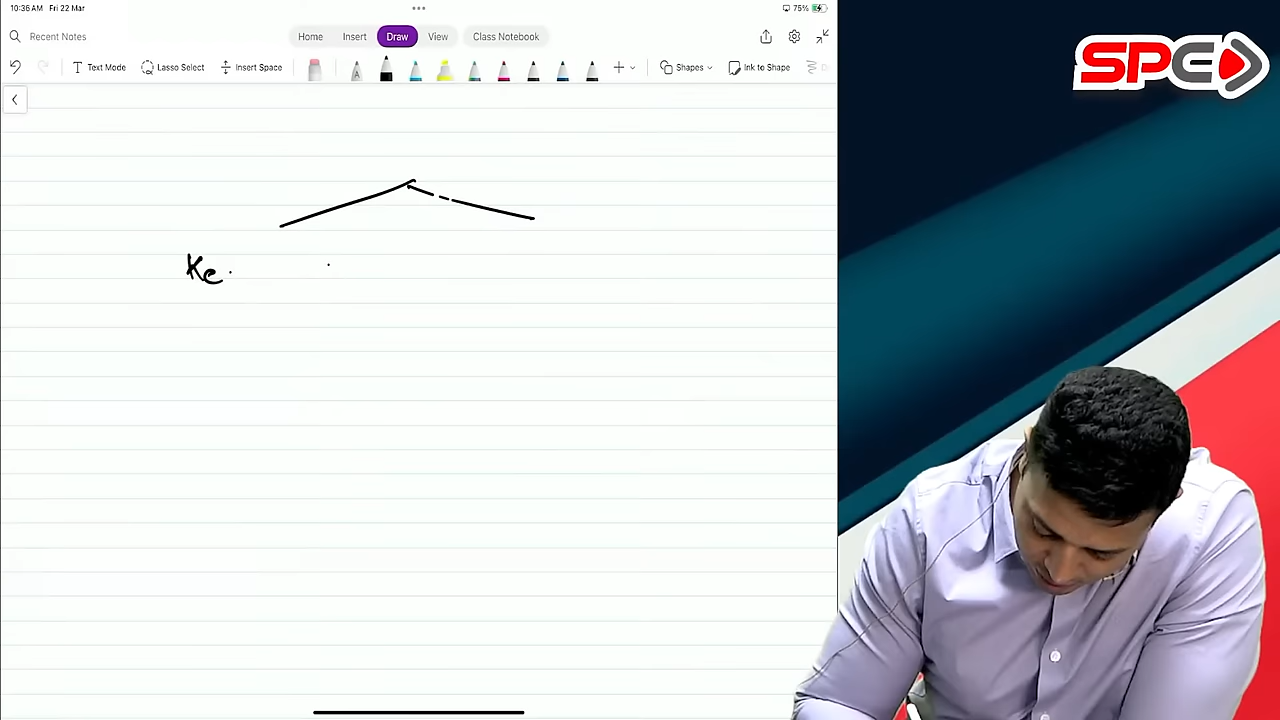 10:36 AM Fri 22 Mar
75%
Recent Notes
Home Insert Draw View Class Notebook
Text Mode Lasso Select Insert Space A Shapes Ink to Shape
Ke.
SPE